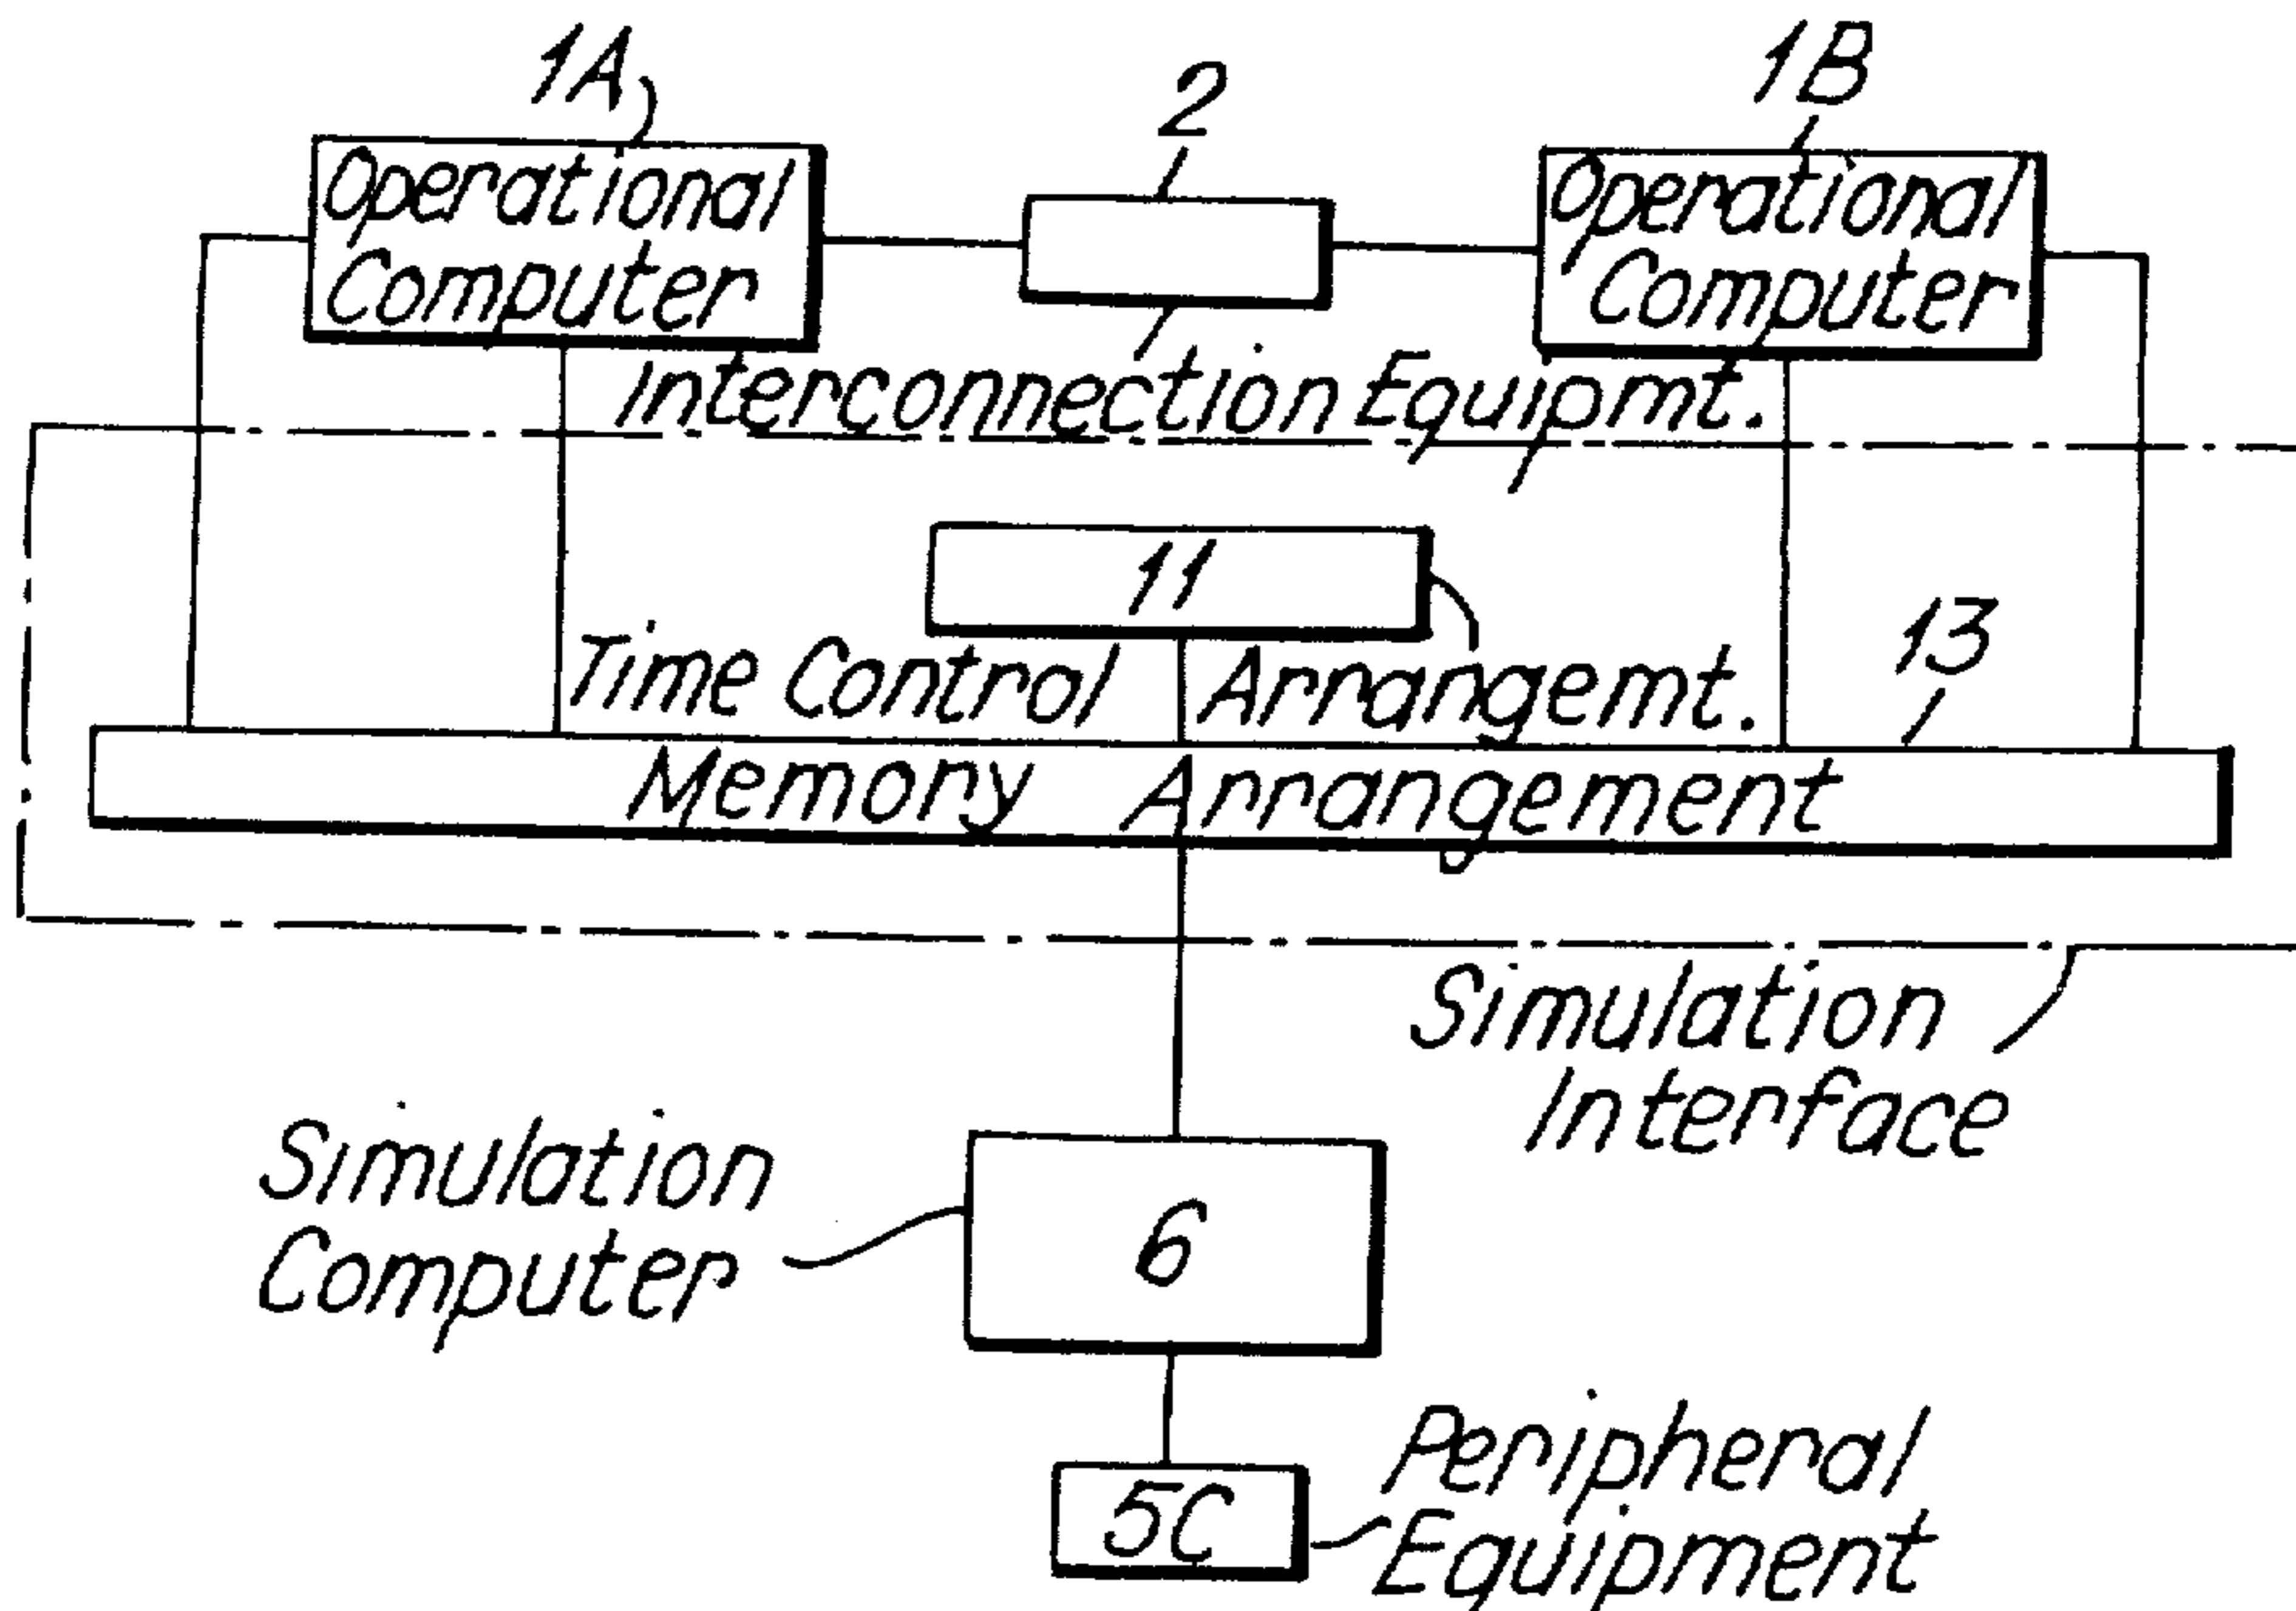 1A
2
1B
Operational
Computer
Operational
Computer
Interconnection Equipmt.
11
Time Control Arrangemt.
13
Memory Arrangement
Simulation
Interface
Simulation
Computer
6
5C
Peripheral
Equipment